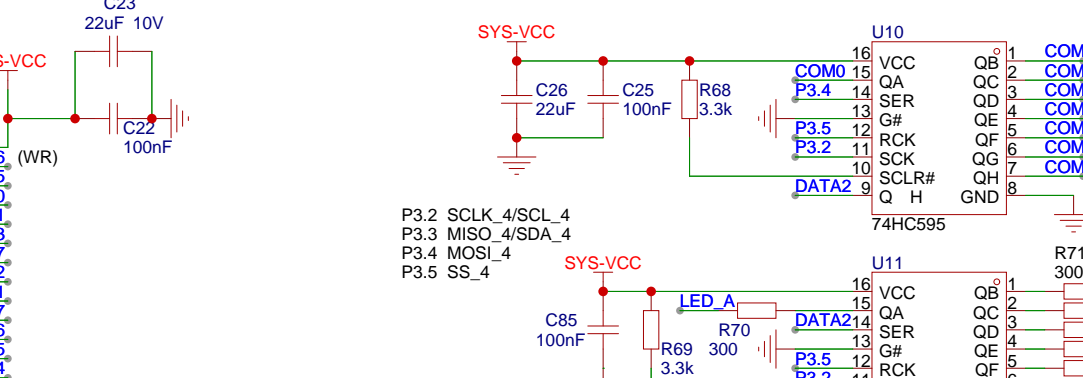 C23
22uF 10V
S-VCC
C22
100nF
(WR)
SYS-VCC
C26
22uF
C25
100nF
R68
3.3k
U10
16 VCC QB 1 COM
COM0 15 QA QC 2 COM
P3.4 14 SER QD 3 COM
13 G# QE 4 COM
P3.5 12 RCK QF 5 COM
P3.2 11 SCK QG 6 COM
10 SCLR# QH 7 COM
DATA2 9 Q H GND 8
74HC595
P3.2 SCLK_4/SCL_4
P3.3 MISO_4/SDA_4
P3.4 MOSI_4
P3.5 SS_4
SYS-VCC
C85
100nF
R69
3.3k
LED_A
R70
300
U11
16 VCC QB 1
15 QA QC 2
DATA2 14 SER QD 3
13 G# QE 4
P3.5 12 RCK QF 5
P3.2 11 6
R71
300